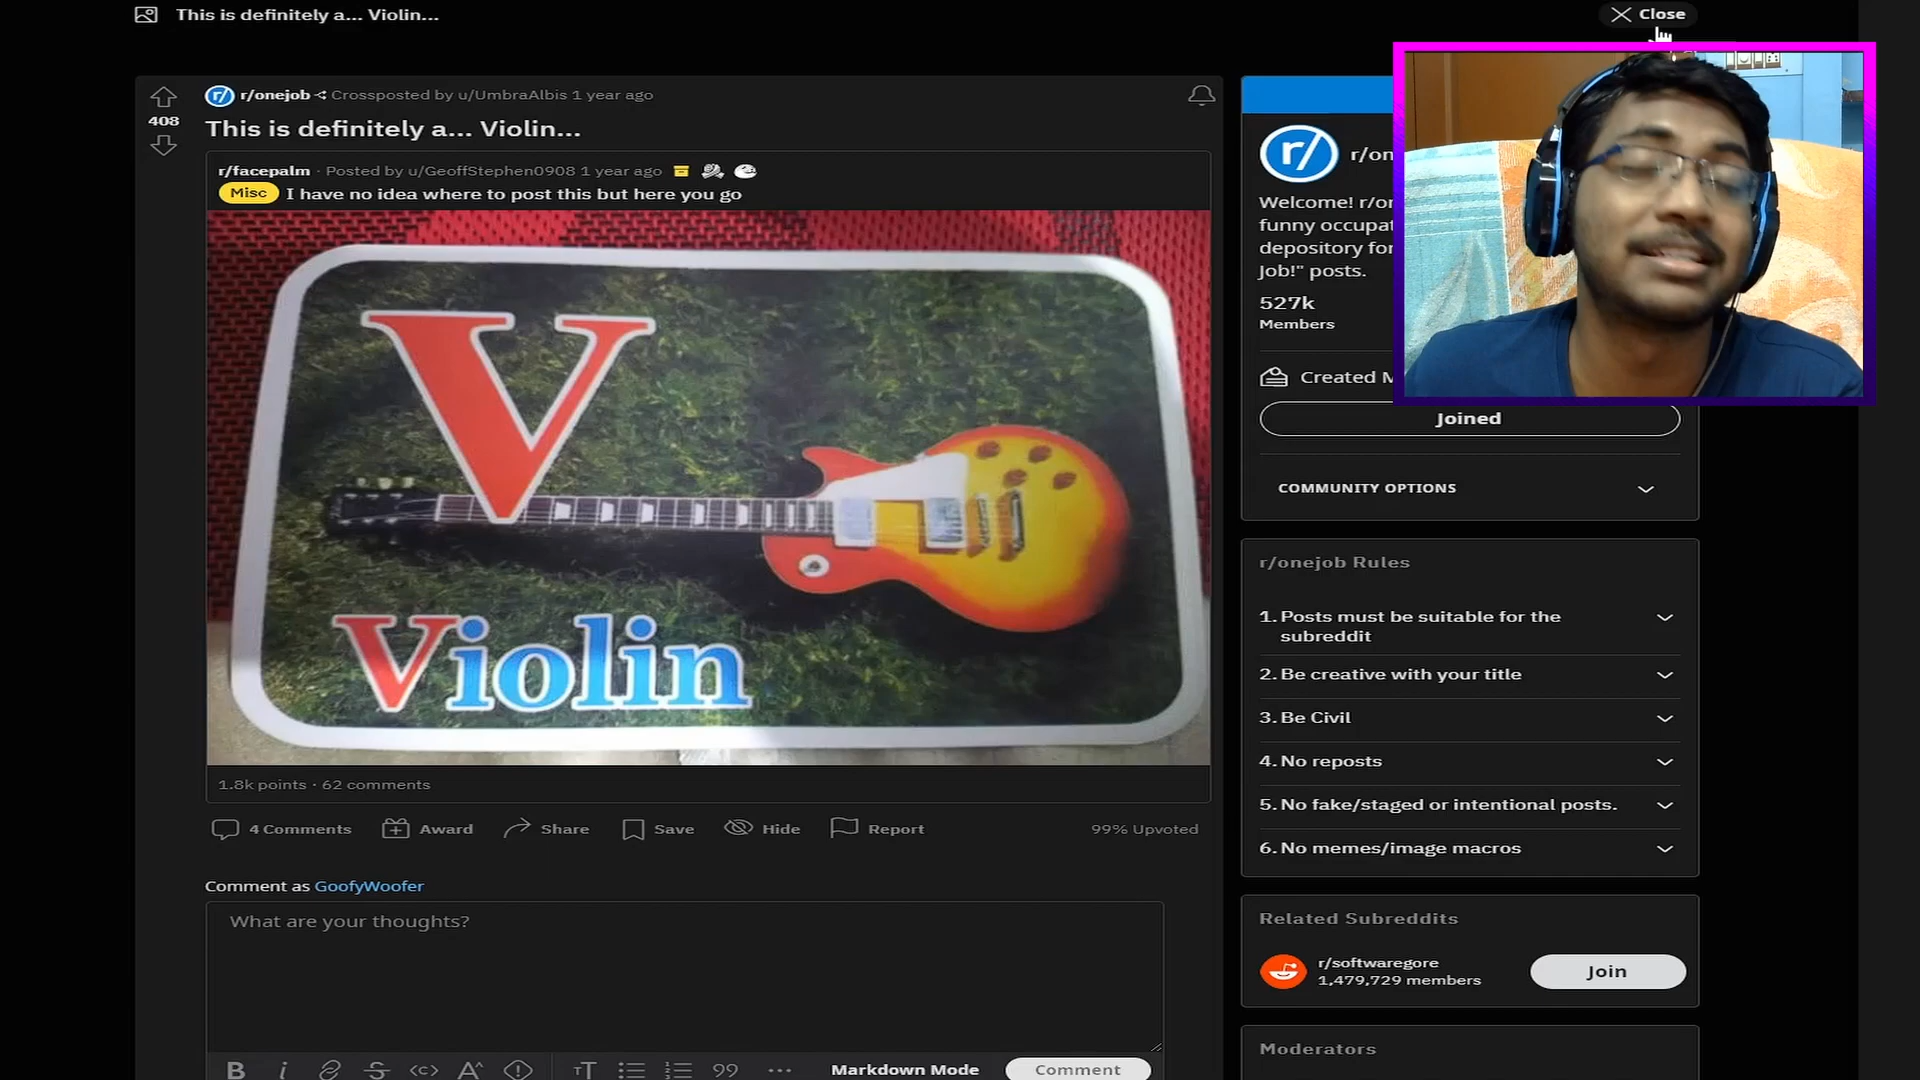 This is definitely a... Violin...
Close
r/onejob Crossposted by u/UmbraAlbis 1 year ago
408
This is definitely a... Violin...
r/facepalm · Posted by u/GeoffStephen0908 1 year ago
Misc I have no idea where to post this but here you go
V
Violin
1.8k points · 62 comments
4 Comments Award Share Save Hide Report 99% Upvoted
Comment as GoofyWoofer
What are your thoughts?
Markdown Mode Comment
r/on
Welcome! r/on
funny occupat
depository for
Job!" posts.
527k
Members
Created M
Joined
COMMUNITY OPTIONS
r/onejob Rules
1. Posts must be suitable for the
subreddit
2. Be creative with your title
3. Be Civil
4. No reposts
5. No fake/staged or intentional posts.
6. No memes/image macros
Related Subreddits
r/softwaregore
1,479,729 members
Join
Moderators